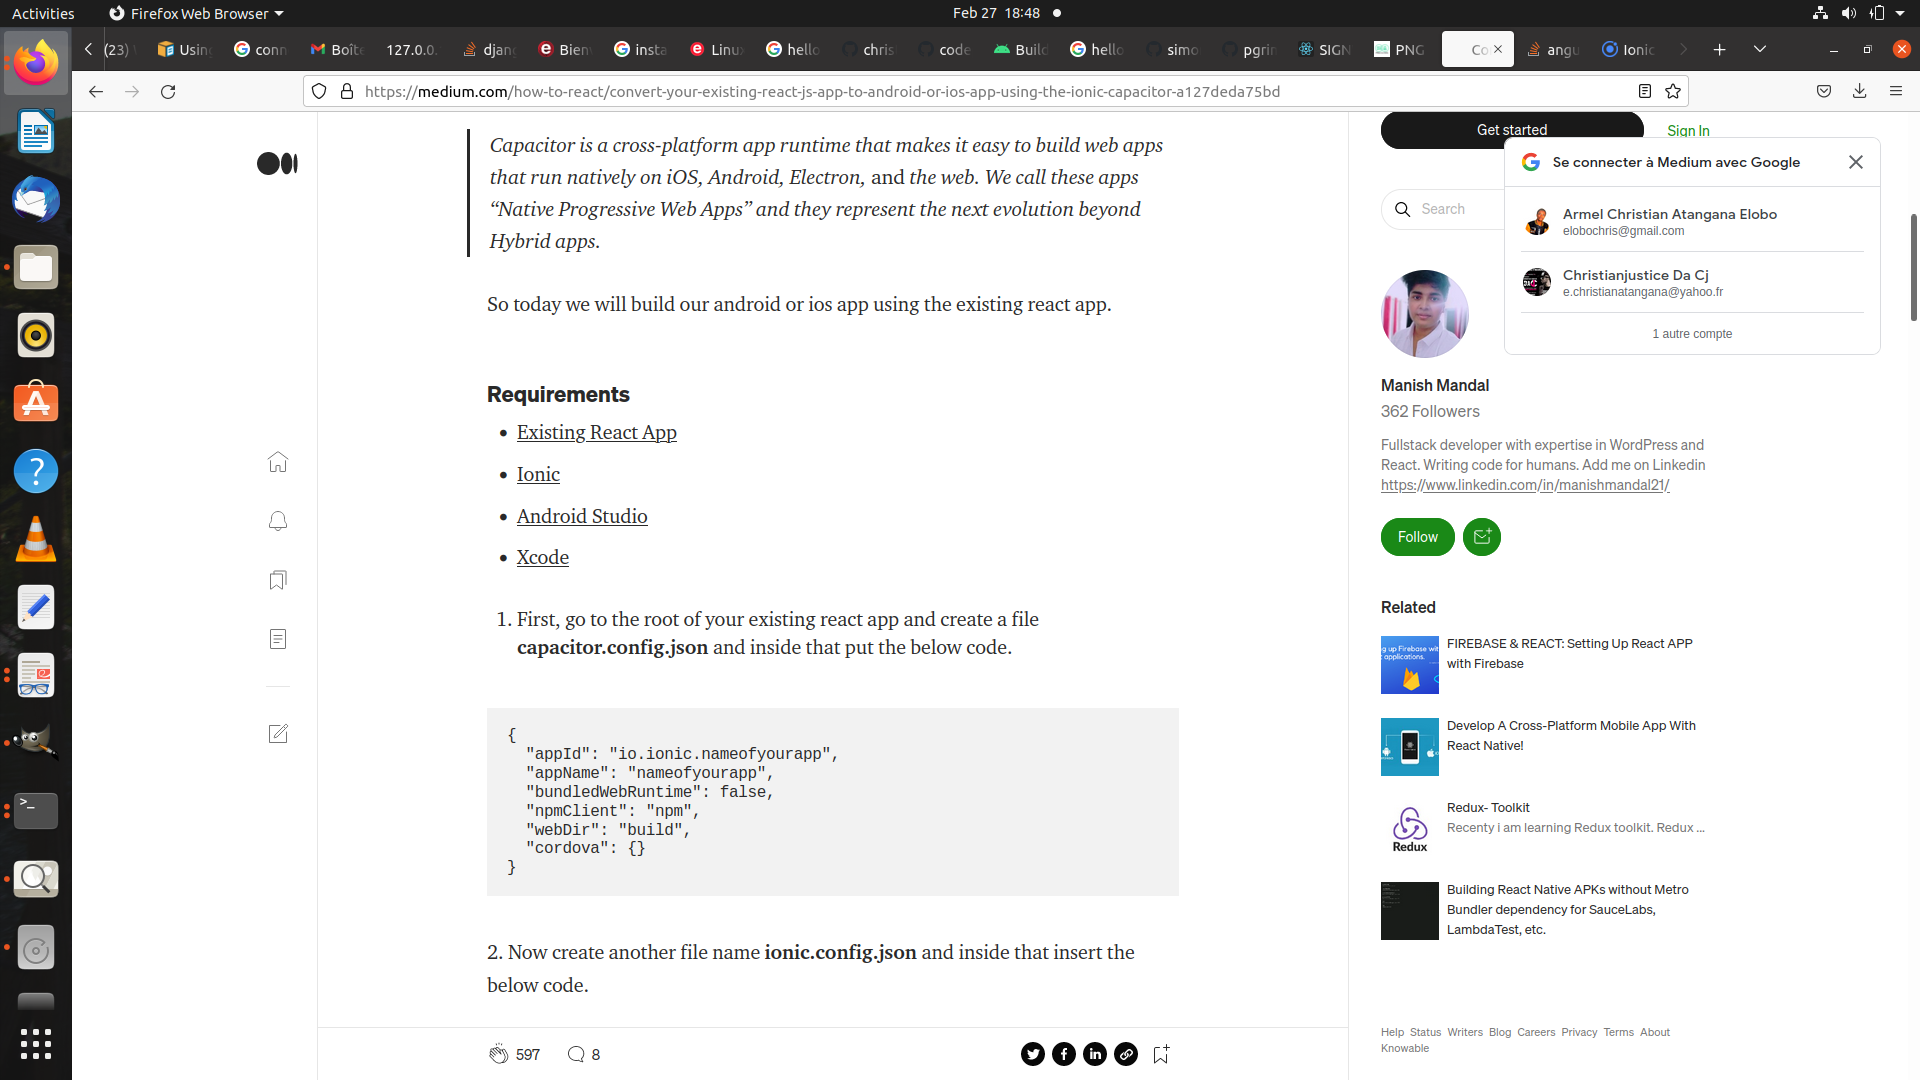 Activities
Firefox Web Browser
Feb 27 18:48
(23)
Using
conn
Boîte
127.0.0.
djan
Bien
insta
Linux
hello
chris
code
Build
hello
simo
pgrin
SIGN
PNG
Co
angu
Ionic
https://medium.com/how-to-react/convert-your-existing-react-js-app-to-android-or-ios-app-using-the-ionic-capacitor-a127deda75bd
Capacitor is a cross-platform app runtime that makes it easy to build web apps
that run natively on iOS, Android, Electron, and the web. We call these apps
“Native Progressive Web Apps” and they represent the next evolution beyond
Hybrid apps.
So today we will build our android or ios app using the existing react app.
Requirements
• Existing React App
• Ionic
• Android Studio
• Xcode
1. First, go to the root of your existing react app and create a file
capacitor.config.json and inside that put the below code.
{
"appId": "io.ionic.nameofyourapp",
"appName": "nameofyourapp",
"bundledWebRuntime": false,
"npmClient": "npm",
"webDir": "build",
"cordova": {}
}
2. Now create another file name ionic.config.json and inside that insert the
below code.
597
8
Get started
Sign In
Search
Se connecter à Medium avec Google
Armel Christian Atangana Elobo
elobochris@gmail.com
Christianjustice Da Cj
e.christianatangana@yahoo.fr
1 autre compte
Manish Mandal
362 Followers
Fullstack developer with expertise in WordPress and
React. Writing code for humans. Add me on Linkedin
https://www.linkedin.com/in/manishmandal21/
Follow
Related
FIREBASE & REACT: Setting Up React APP
with Firebase
Develop A Cross-Platform Mobile App With
React Native!
Redux
Redux- Toolkit
Recenty i am learning Redux toolkit. Redux ...
Building React Native APKs without Metro
Bundler dependency for SauceLabs,
LambdaTest, etc.
Help Status Writers Blog Careers Privacy Terms About
Knowable